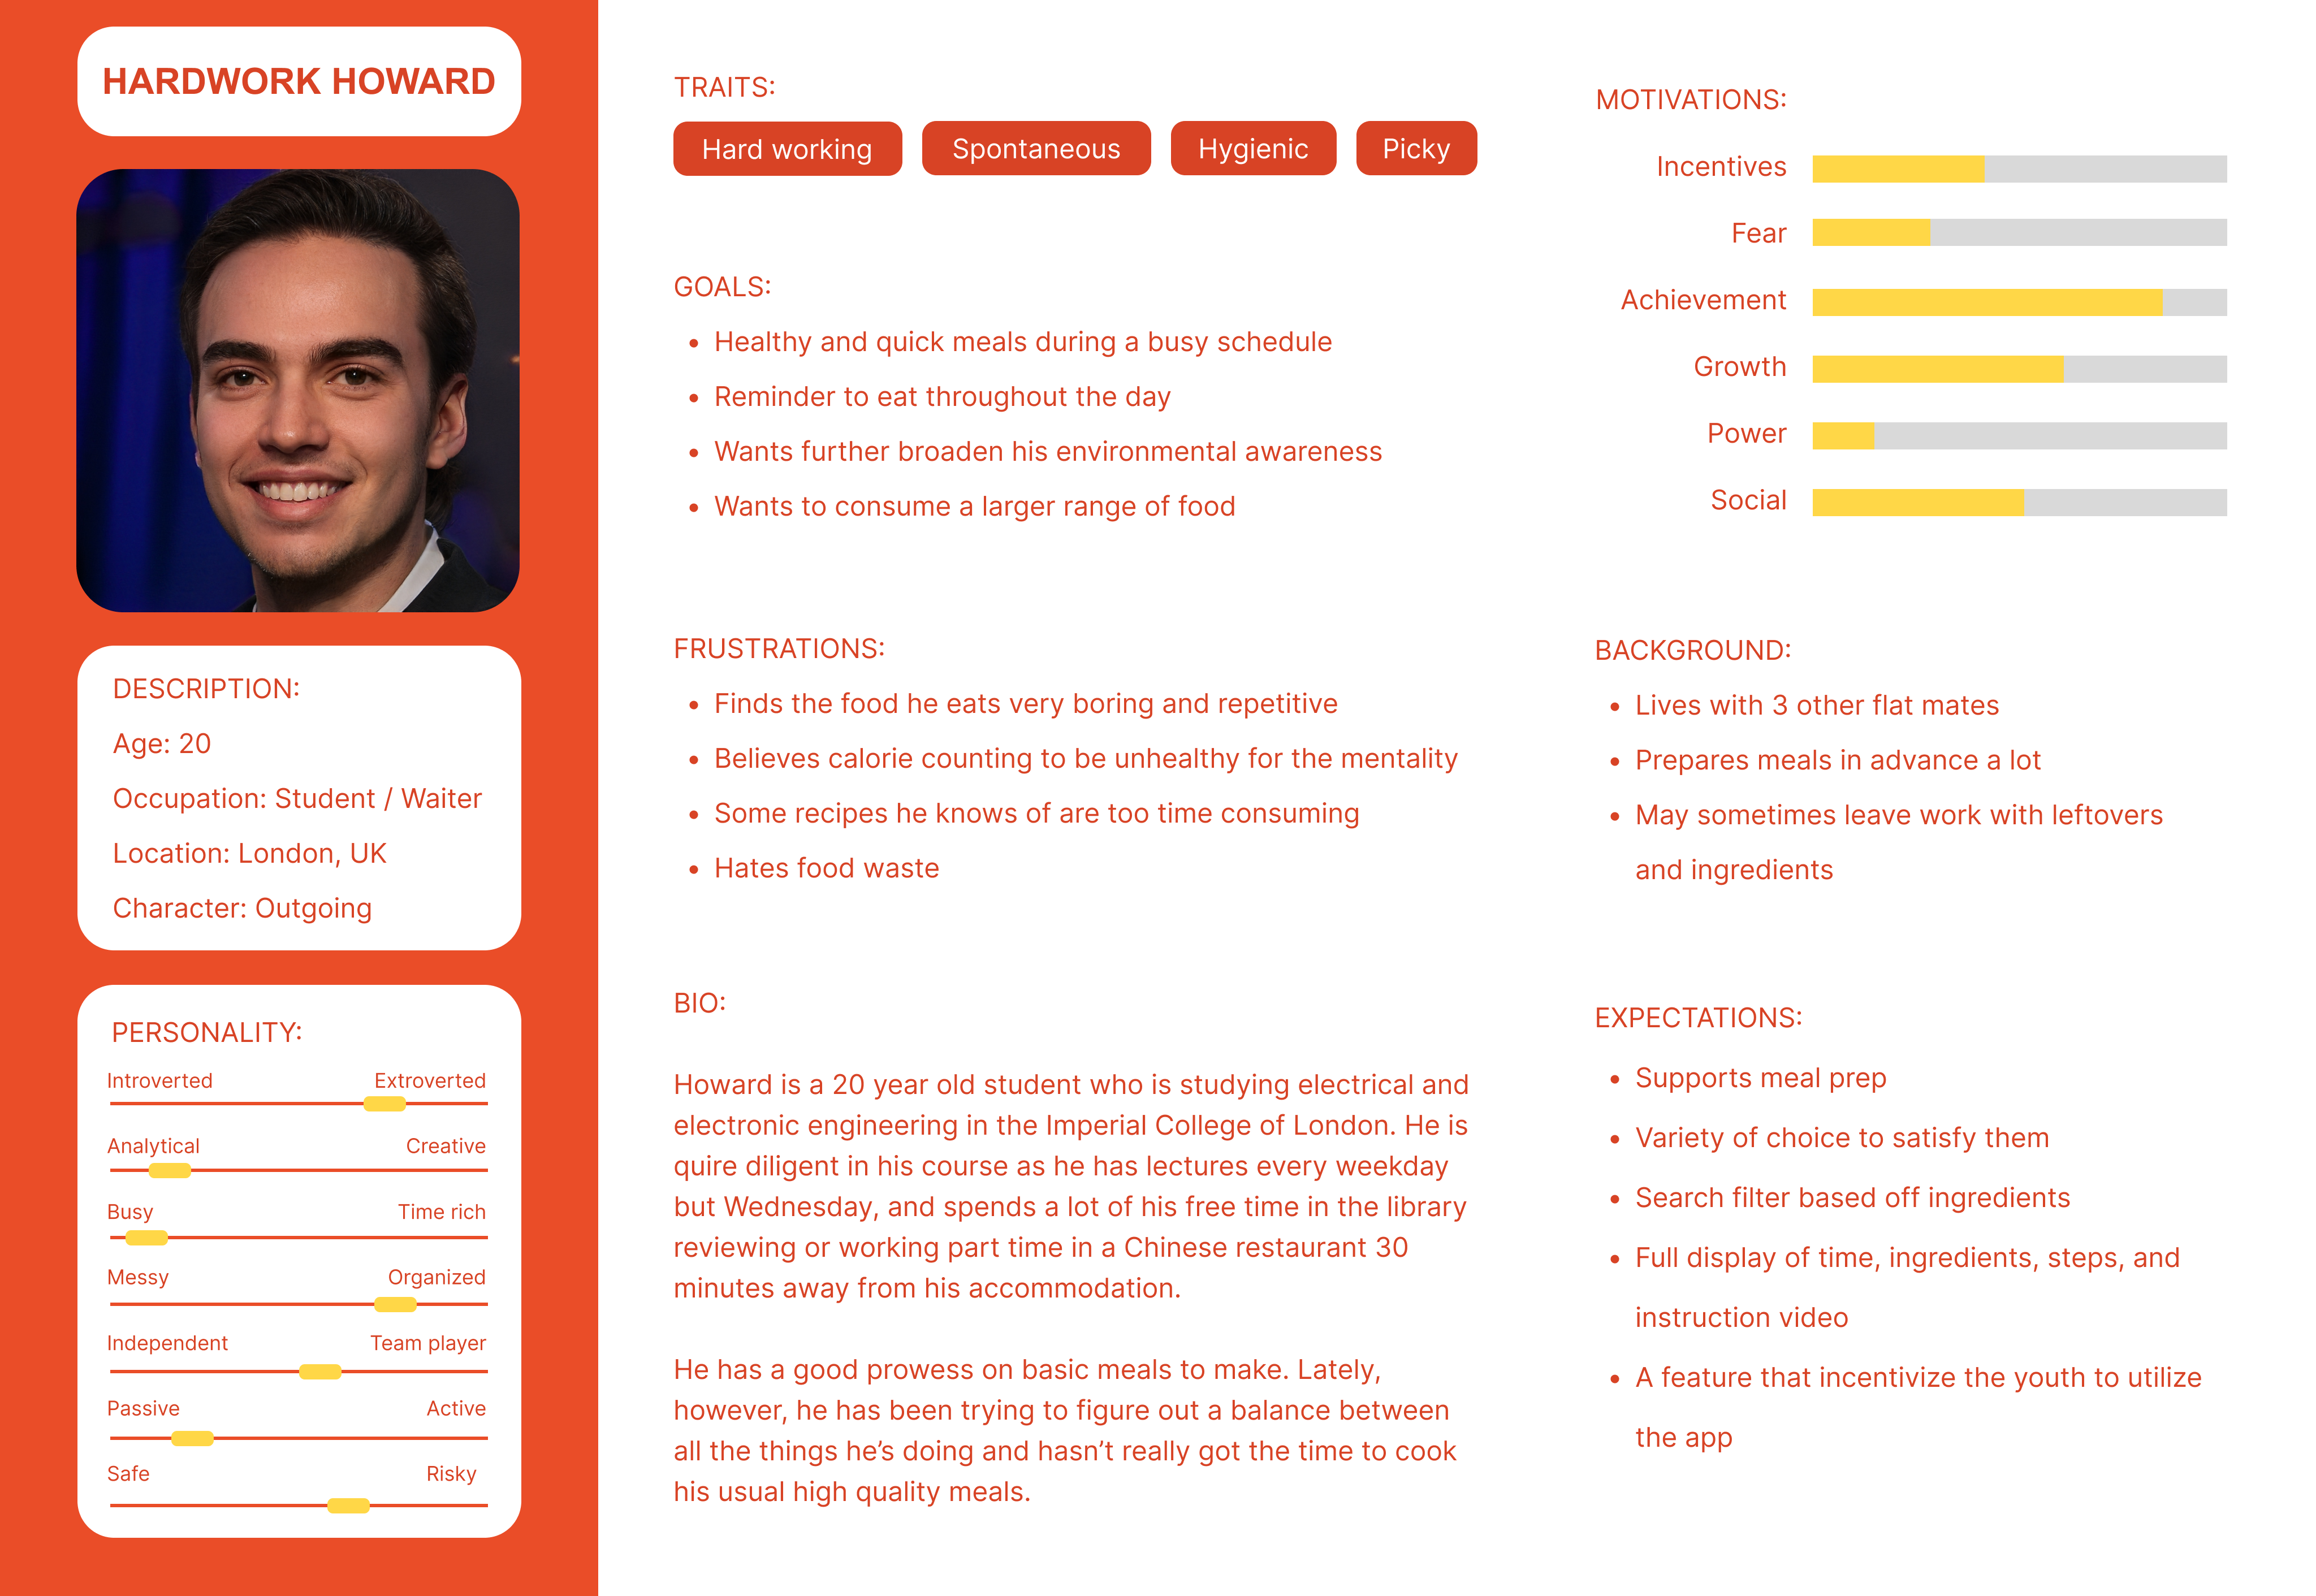 HARDWORK HOWARD
DESCRIPTION:
Age: 20
Occupation: Student / Waiter
Location: London, UK
Character: Outgoing
PERSONALITY:
Introverted Extroverted
Analytical Creative
Busy Time rich
Messy Organized
Independent Team player
Passive Active
Safe Risky
TRAITS:
Hard working Spontaneous Hygienic Picky
GOALS:
• Healthy and quick meals during a busy schedule
• Reminder to eat throughout the day
• Wants further broaden his environmental awareness
• Wants to consume a larger range of food
FRUSTRATIONS:
• Finds the food he eats very boring and repetitive
• Believes calorie counting to be unhealthy for the mentality
• Some recipes he knows of are too time consuming
• Hates food waste
BIO:
Howard is a 20 year old student who is studying electrical and
electronic engineering in the Imperial College of London. He is
quire diligent in his course as he has lectures every weekday
but Wednesday, and spends a lot of his free time in the library
reviewing or working part time in a Chinese restaurant 30
minutes away from his accommodation.
He has a good prowess on basic meals to make. Lately,
however, he has been trying to figure out a balance between
all the things he’s doing and hasn’t really got the time to cook
his usual high quality meals.
MOTIVATIONS:
Incentives
Fear
Achievement
Growth
Power
Social
BACKGROUND:
• Lives with 3 other flat mates
• Prepares meals in advance a lot
• May sometimes leave work with leftovers
and ingredients
EXPECTATIONS:
• Supports meal prep
• Variety of choice to satisfy them
• Search filter based off ingredients
• Full display of time, ingredients, steps, and
instruction video
• A feature that incentivize the youth to utilize
the app